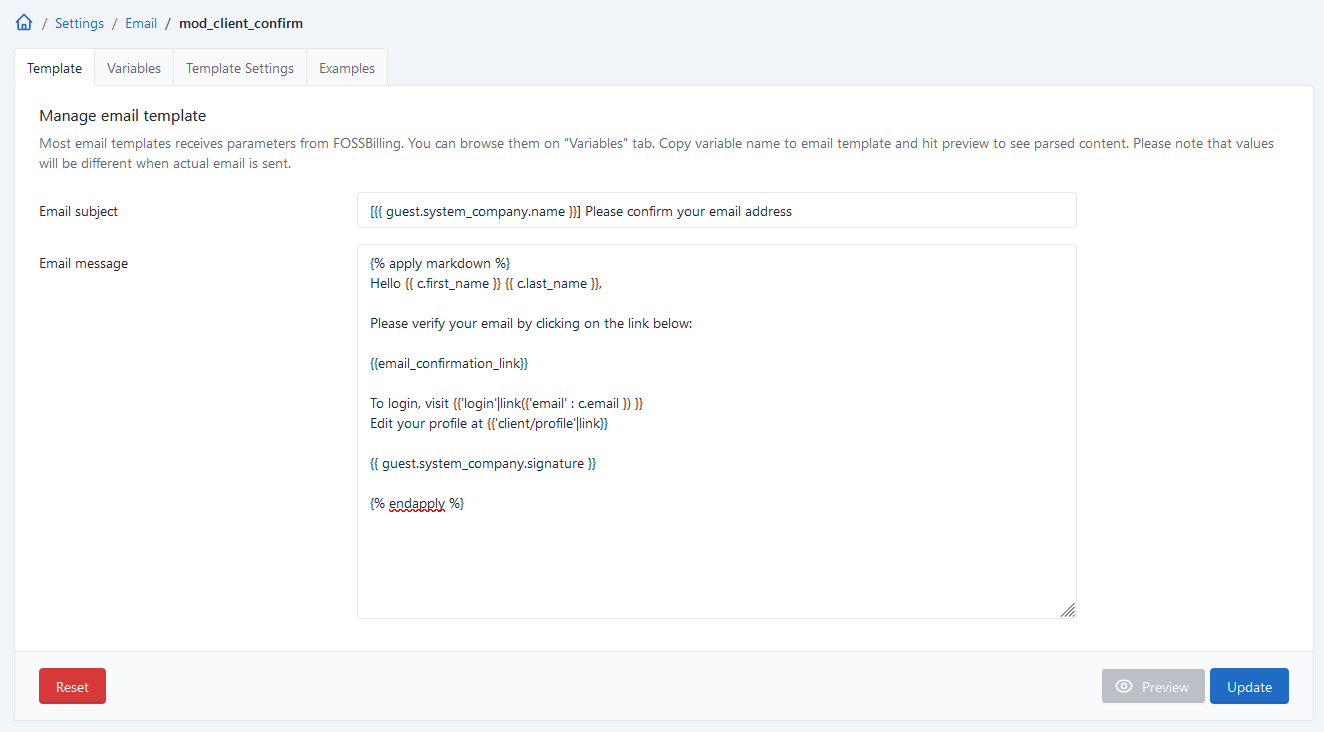 / Settings / Email / mod_client_confirm
Template Variables Template Settings Examples
Manage email template
Most email templates receives parameters from FOSSBilling. You can browse them on "Variables" tab. Copy variable name to email template and hit preview to see parsed content. Please note that values
will be different when actual email is sent.
Email subject
[{{ guest.system_company.name }}] Please confirm your email address
Email message
{% apply markdown %}
Hello {{ c.first_name }} {{ c.last_name }},
Please verify your email by clicking on the link below:
{{email_confirmation_link}}
To login, visit {{'login'|link({'email' : c.email }) }}
Edit your profile at {{'client/profile'|link}}
{{ guest.system_company.signature }}
{% endapply %}
Reset
Preview
Update